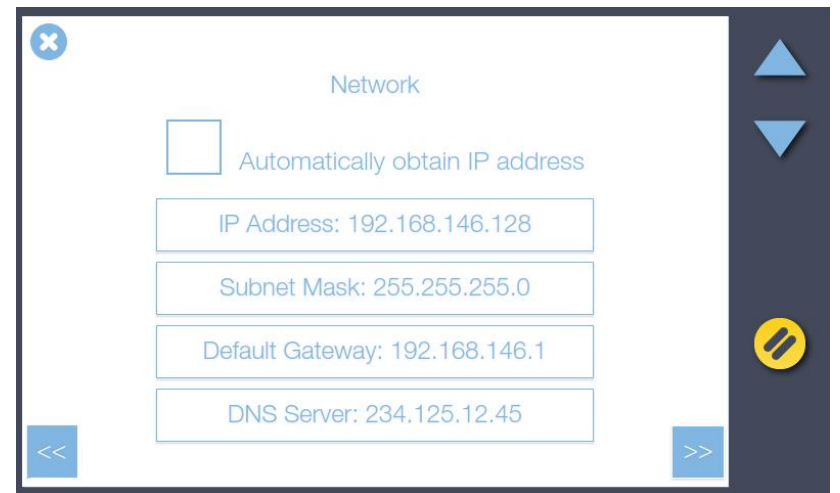 Network
Automatically obtain IP address
IP Address: 192.168.146.128
Subnet Mask: 255.255.255.0
Default Gateway: 192.168.146.1
DNS Server: 234.125.12.45
<< >>